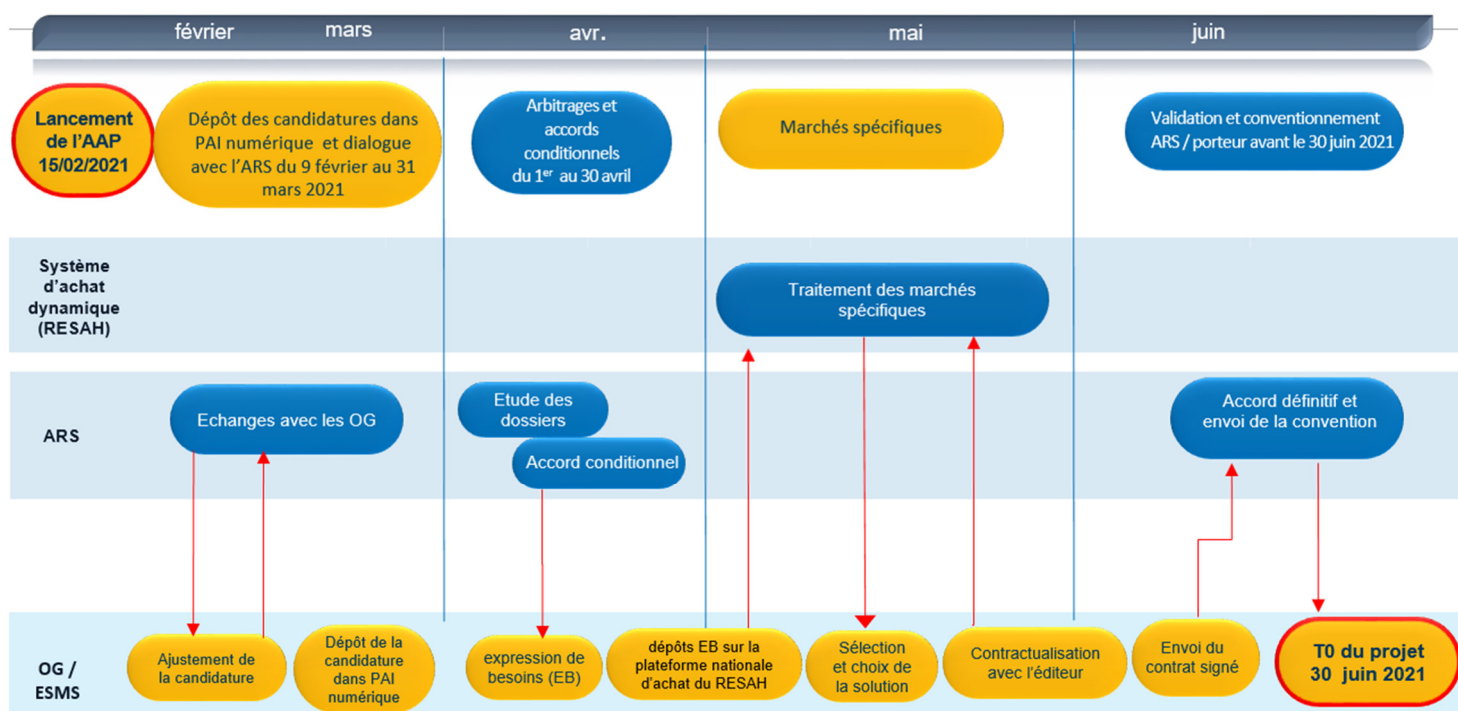 février
mars
avr.
mai
juin
Lancement
de l'AAP
15/02/2021
Dépôt des candidatures dans
PAI numérique et dialogue
avec l'ARS du 9 février au 31
mars 2021
Arbitrages et
accords
conditionnels
du 1er au 30 avril
Marchés spécifiques
Validation et conventionnement
ARS / porteur avant le 30 juin 2021
Système
d'achat
dynamique
(RESAH)
Traitement des marchés
spécifiques
ARS
Echanges avec les OG
Etude des
dossiers
Accord conditionnel
Accord définitif et
envoi de la convention
OG /
ESMS
Ajustement de
la candidature
Dépôt de la
candidature
dans PAI
numérique
expression de
besoins (EB)
dépôts EB sur la
plateforme nationale
d'achat du RESAH
Sélection
et choix de
la solution
Contractualisation
avec l'éditeur
Envoi du
contrat signé
T0 du projet
30 juin 2021